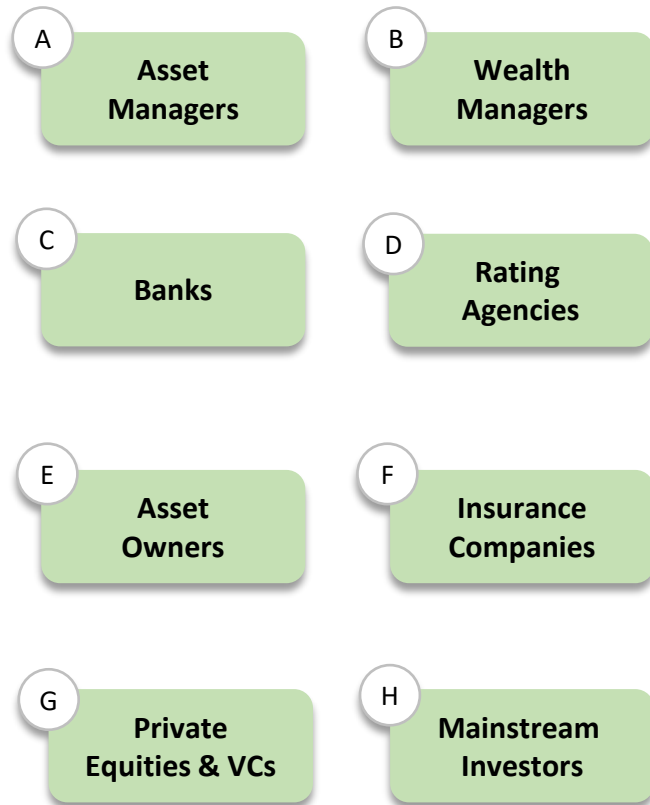 A
Asset
Managers
B
Wealth
Managers
C
Banks
D
Rating
Agencies
E
Asset
Owners
F
Insurance
Companies
G
Private
Equities & VCs
H
Mainstream
Investors